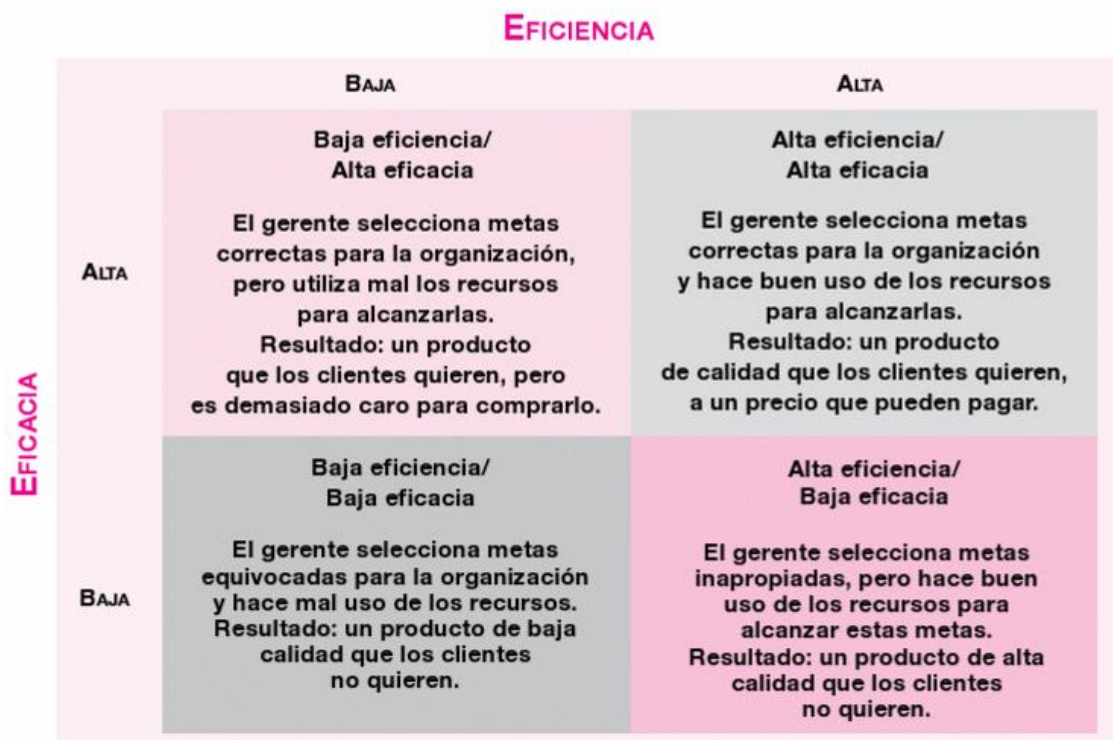 EFICIENCIA
BAJA
ALTA
EFICACIA
ALTA
Baja eficiencia/
Alta eficacia
El gerente selecciona metas
correctas para la organización,
pero utiliza mal los recursos
para alcanzarlas.
Resultado: un producto
que los clientes quieren, pero
es demasiado caro para comprarlo.
Alta eficiencia/
Alta eficacia
El gerente selecciona metas
correctas para la organización
y hace buen uso de los recursos
para alcanzarlas.
Resultado: un producto
de calidad que los clientes quieren,
a un precio que pueden pagar.
BAJA
Baja eficiencia/
Baja eficacia
El gerente selecciona metas
equivocadas para la organización
y hace mal uso de los recursos.
Resultado: un producto de baja
calidad que los clientes
no quieren.
Alta eficiencia/
Baja eficacia
El gerente selecciona metas
inapropiadas, pero hace buen
uso de los recursos para
alcanzar estas metas.
Resultado: un producto de alta
calidad que los clientes
no quieren.